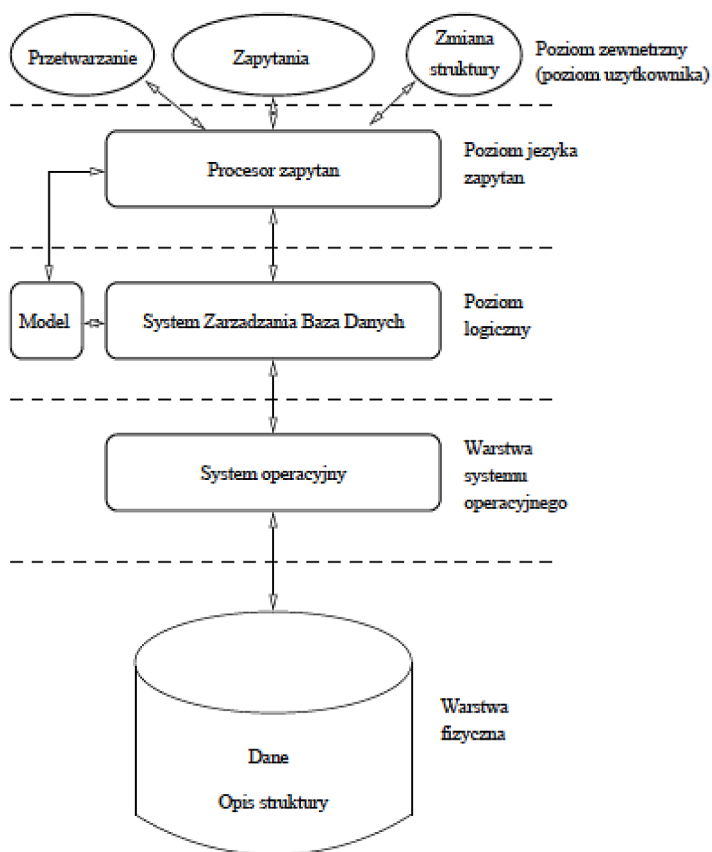 Przetwarzanie
Zapytania
Zmiana
struktury
Poziom zewnetrzny
(poziom uzytkownika)
Procesor zapytan
Poziom jezyka
zapytan
Model
System Zarzadzania Baza Danych
Poziom
logiczny
System operacyjny
Warstwa
systemu
operacyjnego
Warstwa
fizyczna
Dane
Opis struktury